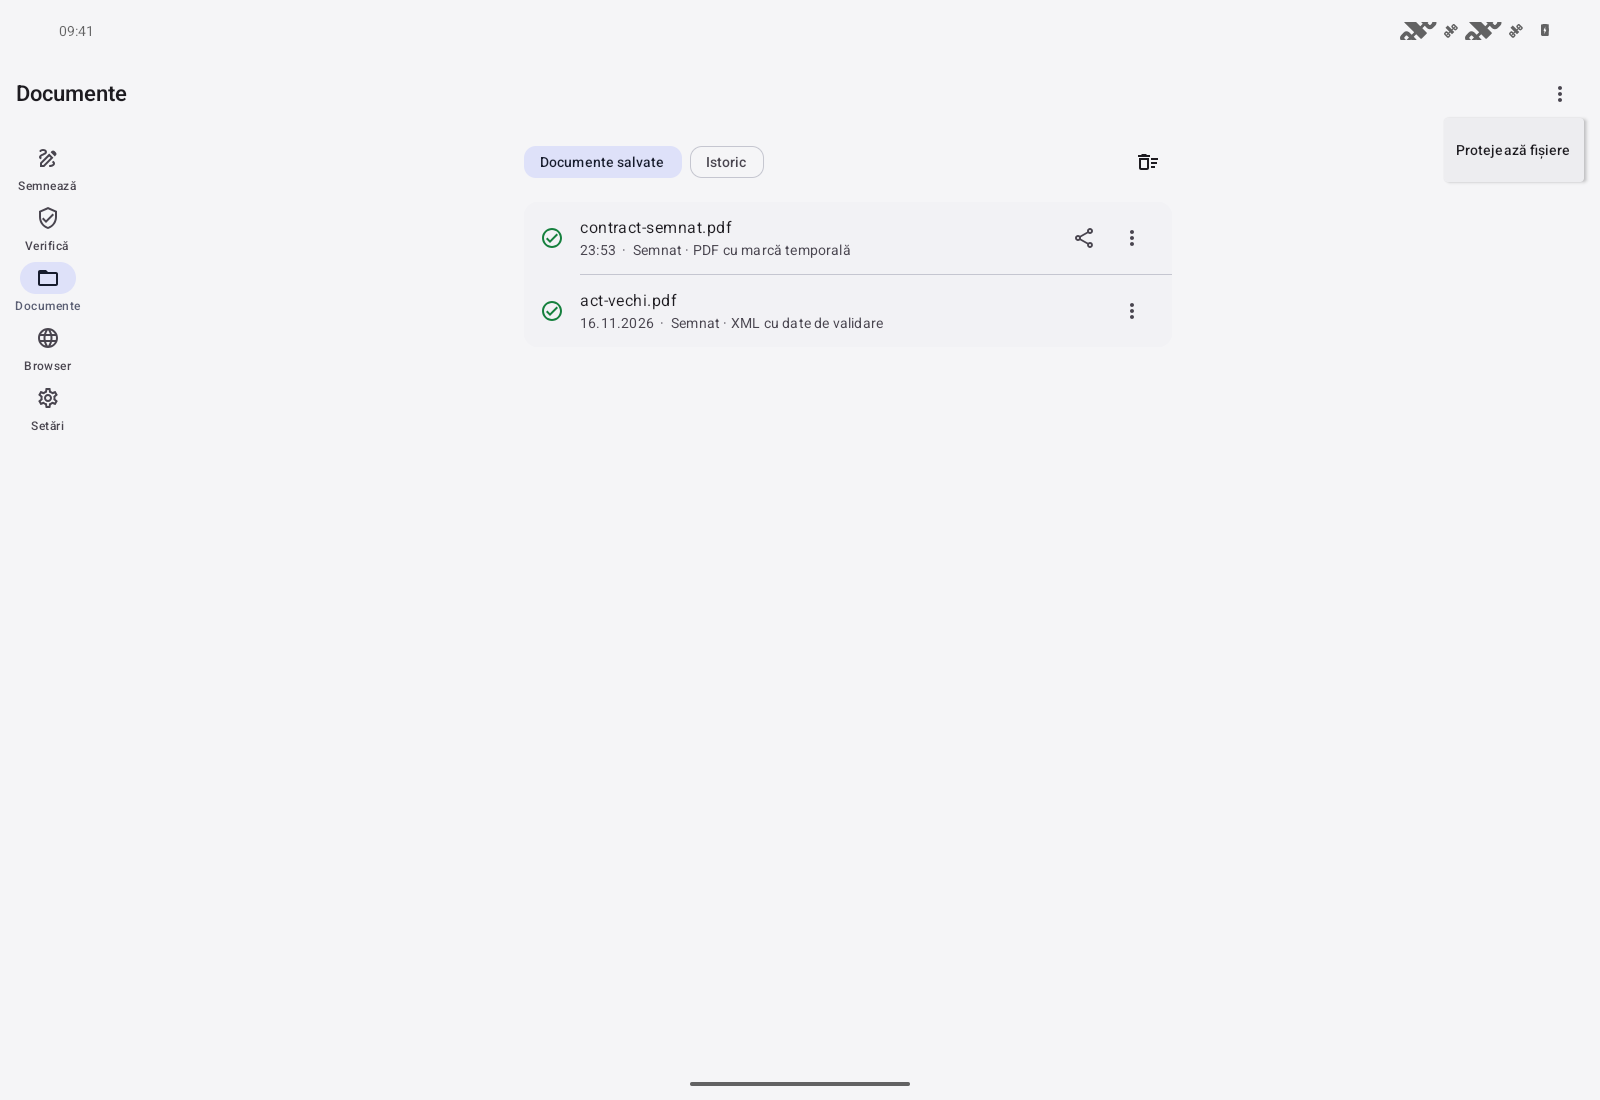 09:41
Documente
Protejează fișiere
Semnează
Verifică
Documente
Browser
Setări
Documente salvate
Istoric
contract-semnat.pdf
23:53 · Semnat · PDF cu marcă temporală
act-vechi.pdf
16.11.2026 · Semnat · XML cu date de validare